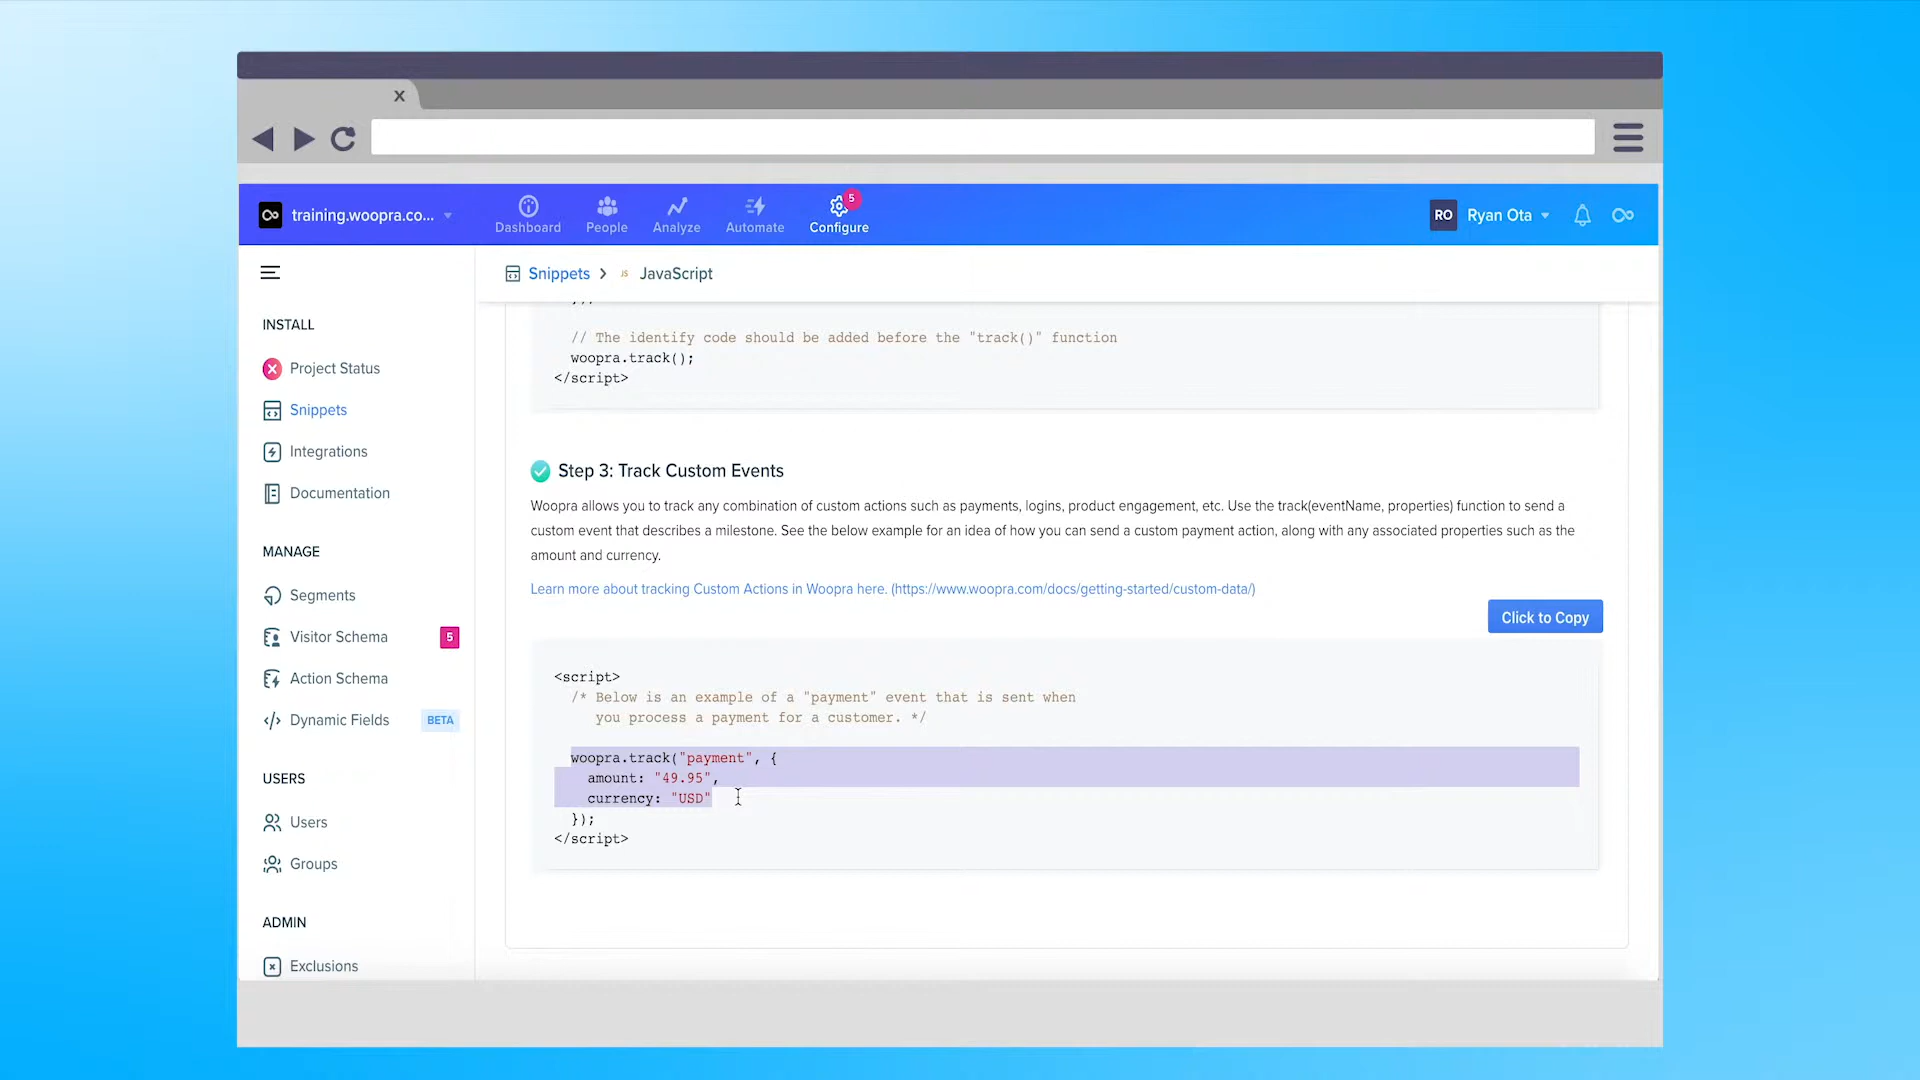 x
training.woopra.co...
Dashboard
People
Analyze
Automate
5
Configure
RO
Ryan Ota
Snippets
JS
JavaScript
INSTALL
Project Status
Snippets
Integrations
Documentation
MANAGE
Segments
Visitor Schema
5
Action Schema
Dynamic Fields
BETA
USERS
Users
Groups
ADMIN
Exclusions
// The identify code should be added before the "track()" function
woopra.track();
</script>
Step 3: Track Custom Events
Woopra allows you to track any combination of custom actions such as payments, logins, product engagement, etc. Use the track(eventName, properties) function to send a
custom event that describes a milestone. See the below example for an idea of how you can send a custom payment action, along with any associated properties such as the
amount and currency.
Learn more about tracking Custom Actions in Woopra here. (https://www.woopra.com/docs/getting-started/custom-data/)
Click to Copy
<script>
/* Below is an example of a "payment" event that is sent when
you process a payment for a customer. */
woopra.track("payment", {
amount: "49.95",
currency: "USD"
});
</script>